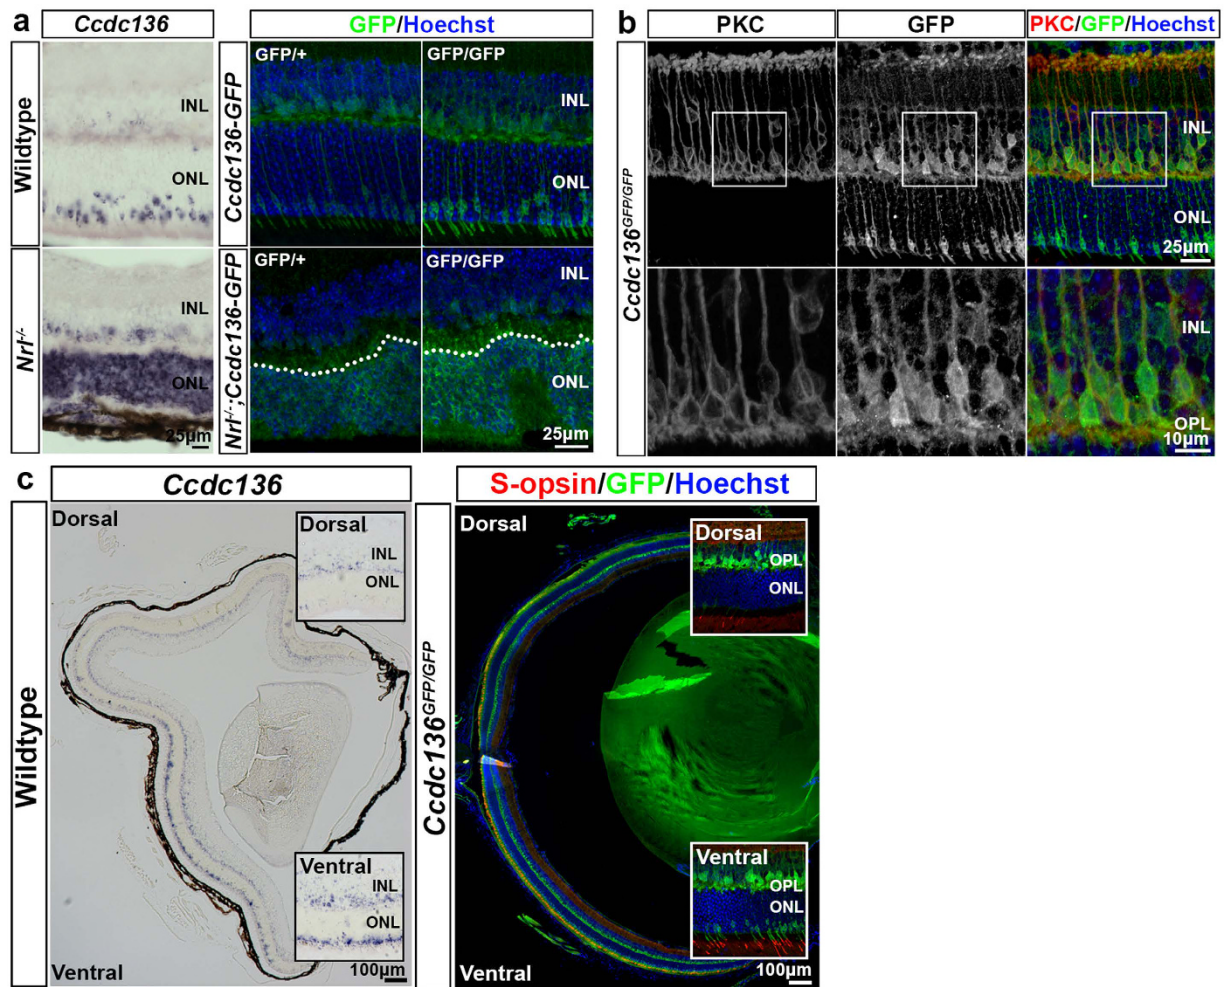 a
Ccdc136
GFP/Hoechst
Wildtype
INL
ONL
Ccdc136-GFP
GFP/+
GFP/GFP
INL
ONL
Nrl-/-
INL
ONL
25μm
Nrl-/-;Ccdc136-GFP
GFP/+
GFP/GFP
INL
ONL
25μm
b
PKC
GFP
PKC/GFP/Hoechst
Ccdc136GFP/GFP
INL
ONL
25μm
INL
OPL
10μm
c
Ccdc136
S-opsin/GFP/Hoechst
Wildtype
Dorsal
Dorsal
INL
ONL
Ventral
INL
ONL
Ventral
100μm
Ccdc136GFP/GFP
Dorsal
Dorsal
OPL
ONL
Ventral
OPL
ONL
Ventral
100μm